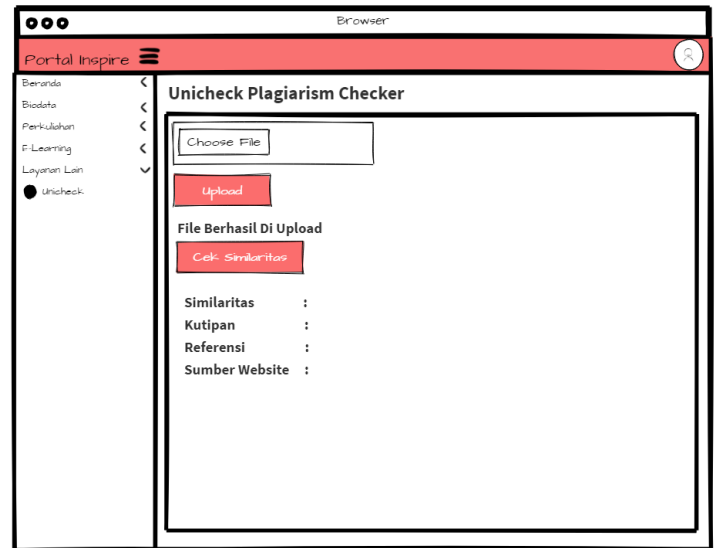 Browser
Portal Inspire
Beranda
Biodata
Perkuliahan
E-Learning
Layanan Lain
Unicheck
Unicheck Plagiarism Checker
Choose File
Upload
File Berhasil Di Upload
Cek Similaritas
Similaritas :
Kutipan :
Referensi :
Sumber Website :